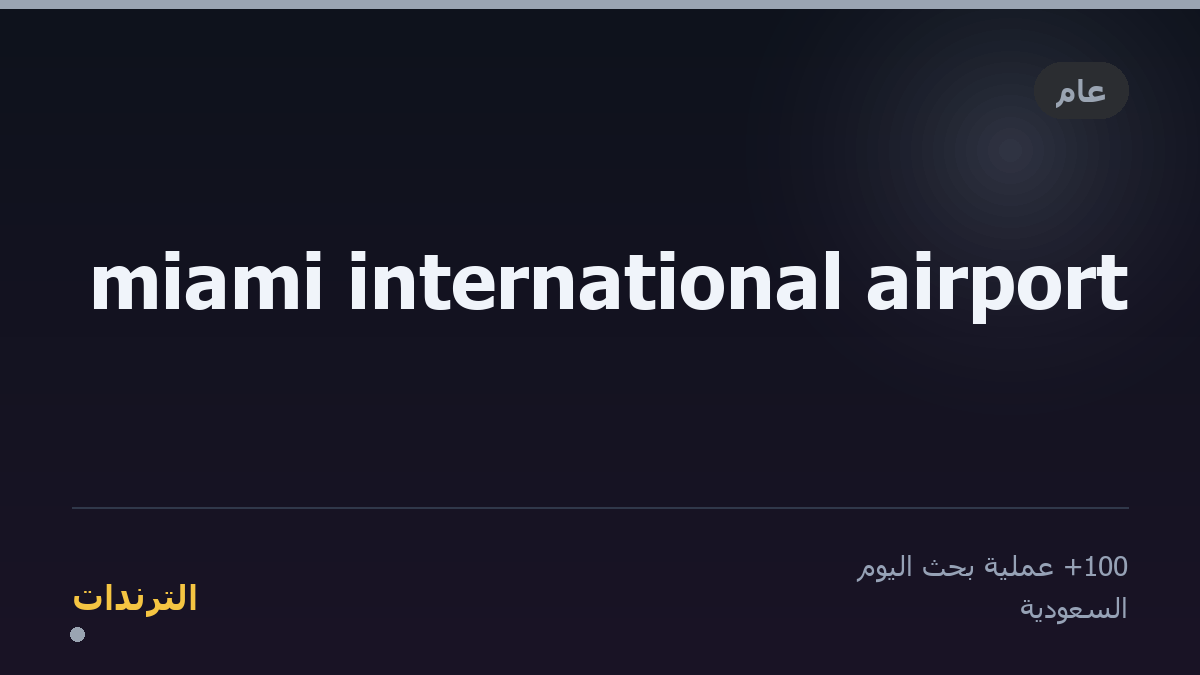 عام
miami international airport
100+ عملية بحث اليوم
السعودية
الترندات